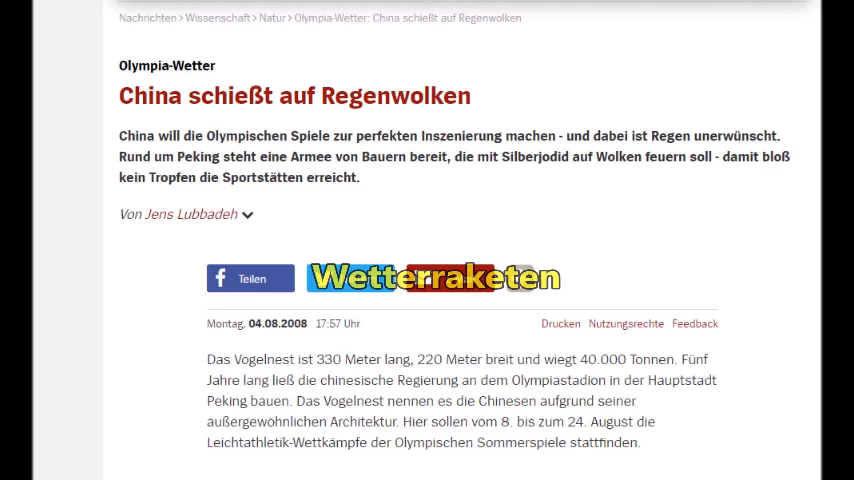 Nachrichten > Wissenschaft > Natur > Olympia-Wetter: China schießt auf Regenwolken
Olympia-Wetter
China schießt auf Regenwolken
China will die Olympischen Spiele zur perfekten Inszenierung machen - und dabei ist Regen unerwünscht.
Rund um Peking steht eine Armee von Bauern bereit, die mit Silberjodid auf Wolken feuern soll - damit bloß
kein Tropfen die Sportstätten erreicht.
Von Jens Lubbadeh
Teilen
Wetterraketen
Montag, 04.08.2008 17:57 Uhr
Drucken Nutzungsrechte Feedback
Das Vogelnest ist 330 Meter lang, 220 Meter breit und wiegt 40.000 Tonnen. Fünf
Jahre lang ließ die chinesische Regierung an dem Olympiastadion in der Hauptstadt
Peking bauen. Das Vogelnest nennen es die Chinesen aufgrund seiner
außergewöhnlichen Architektur. Hier sollen vom 8. bis zum 24. August die
Leichtathletik-Wettkämpfe der Olympischen Sommerspiele stattfinden.